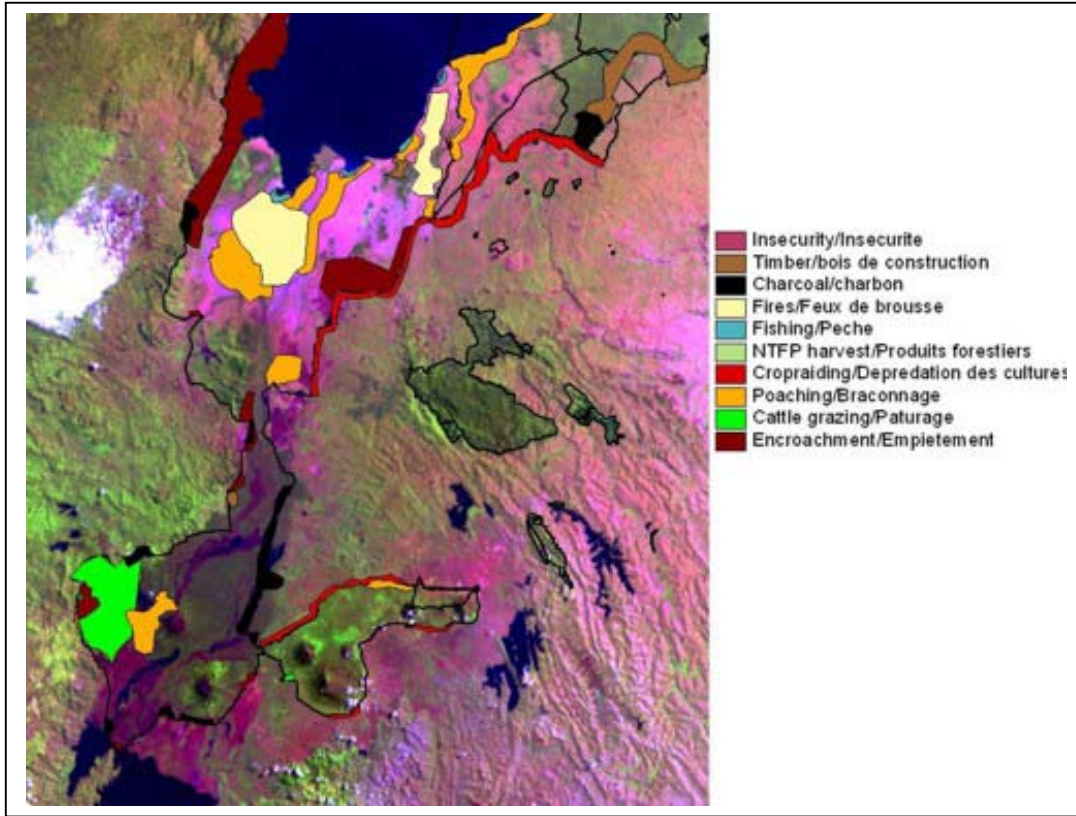 Insecurity/Insecurite
Timber/bois de construction
Charcoal/charbon
Fires/Feux de brousse
Fishing/Peche
NTFP harvest/Produits forestiers
Cropraiding/Depredation des cultures
Poaching/Braconnage
Cattle grazing/Paturage
Encroachment/Empietement